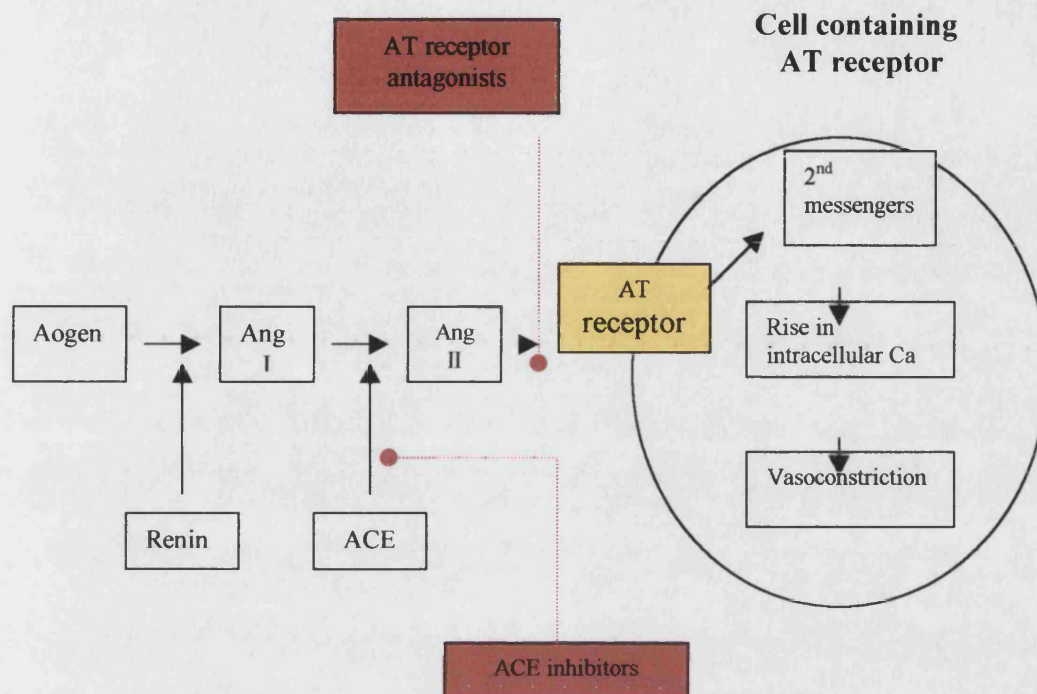 AT receptor
antagonists
Cell containing
AT receptor
2nd
messengers
AT
receptor
Aogen
Ang
I
Ang
II
Rise in
intracellular Ca
Vasoconstriction
Renin
ACE
ACE inhibitors